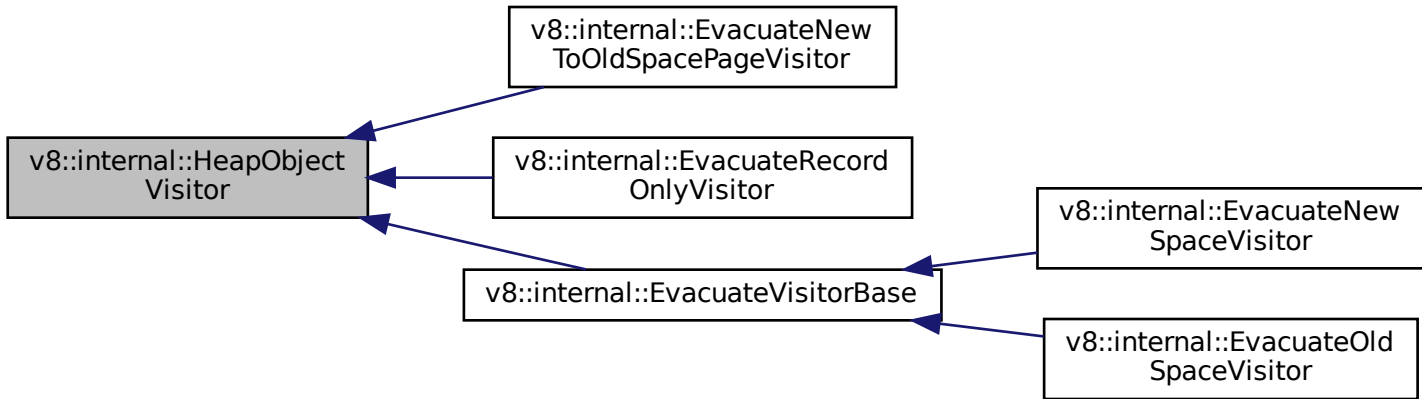 v8::internal::EvacuateNew
ToOldSpacePageVisitor
v8::internal::HeapObject
Visitor
v8::internal::EvacuateRecord
OnlyVisitor
v8::internal::EvacuateVisitorBase
v8::internal::EvacuateNew
SpaceVisitor
v8::internal::EvacuateOld
SpaceVisitor